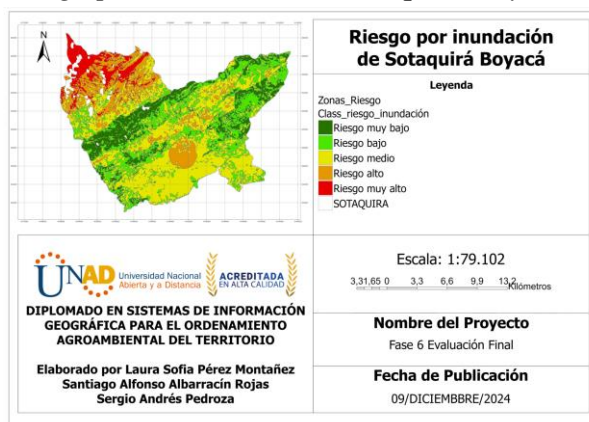 N
Riesgo por inundación
de Sotaquirá Boyacá
Leyenda
Zonas_Riesgo
Class_riesgo_inundación
Riesgo muy bajo
Riesgo bajo
Riesgo medio
Riesgo alto
Riesgo muy alto
SOTAQUIRA
UNAD Universidad Nacional
Abierta y a Distancia
ACREDITADA
EN ALTA CALIDAD
DIPLOMADO EN SISTEMAS DE INFORMACIÓN
GEOGRÁFICA PARA EL ORDENAMIENTO
AGROAMBIENTAL DEL TERRITORIO
Elaborado por Laura Sofia Pérez Montañez
Santiago Alfonso Albarracín Rojas
Sergio Andrés Pedroza
Escala: 1:79.102
3,31,65 0 3,3 6,6 9,9 13,2
Kilómetros
Nombre del Proyecto
Fase 6 Evaluación Final
Fecha de Publicación
09/DICIEMBBRE/2024